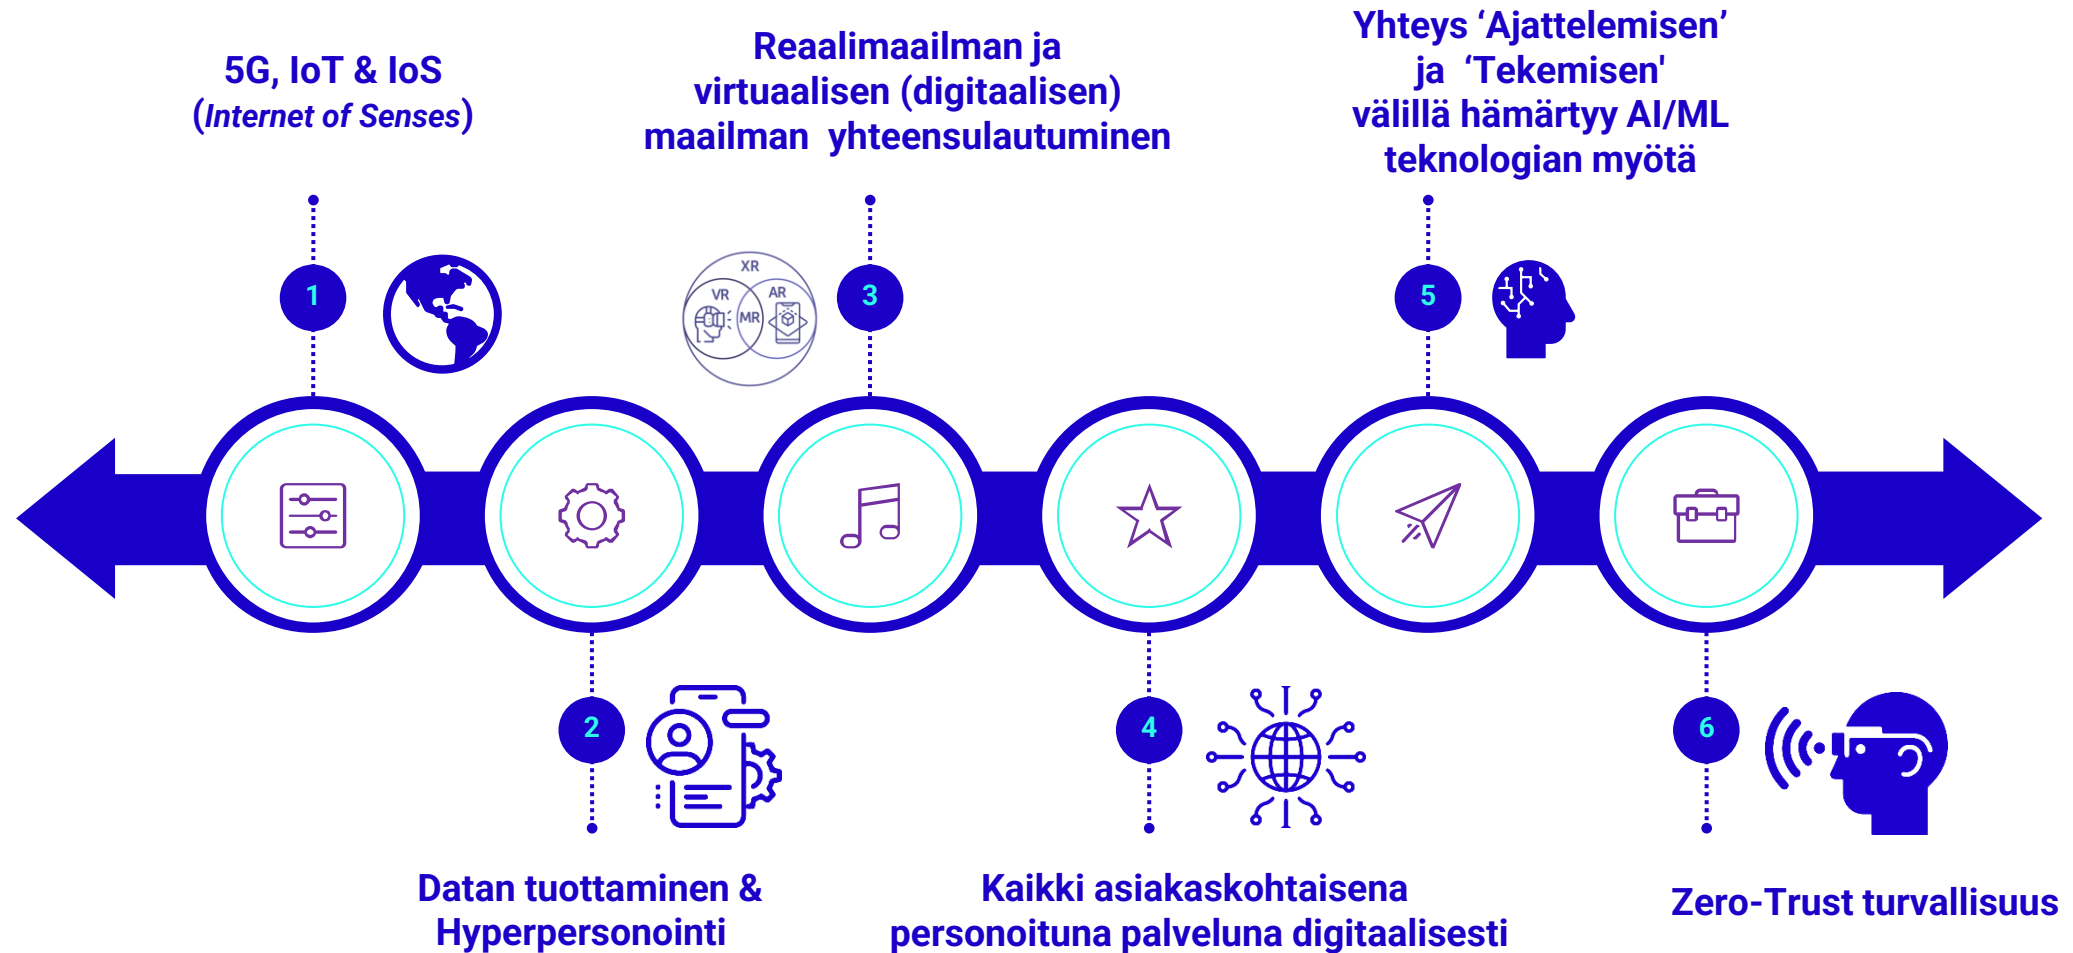 5G, IoT & IoS
(Internet of Senses)
1
Datan tuottaminen &
Hyperpersonointi
2
Reaalimaailman ja
virtuaalisen (digitaalisen)
maailman  yhteensulautuminen
XR
VR
AR
MR
3
Kaikki asiakaskohtaisena
personoituna palveluna digitaalisesti
4
Yhteys ‘Ajattelemisen’
ja  ‘Tekemisen'
välillä hämärtyy AI/ML
teknologian myötä
5
Zero-Trust turvallisuus
6